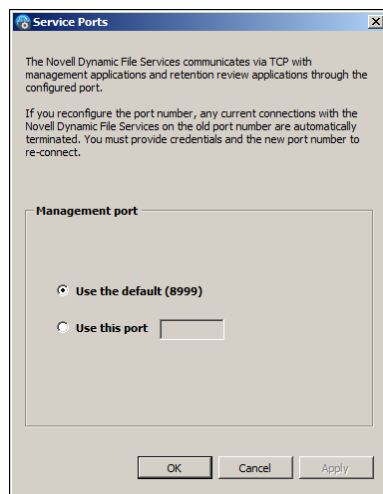 Service Ports
The Novell Dynamic File Services communicates via TCP with
management applications and retention review applications through the
configured port.
If you reconfigure the port number, any current connections with the
Novell Dynamic File Services on the old port number are automatically
terminated. You must provide credentials and the new port number to
re-connect.
Management port
Use the default (8999)
Use this port
OK Cancel Apply